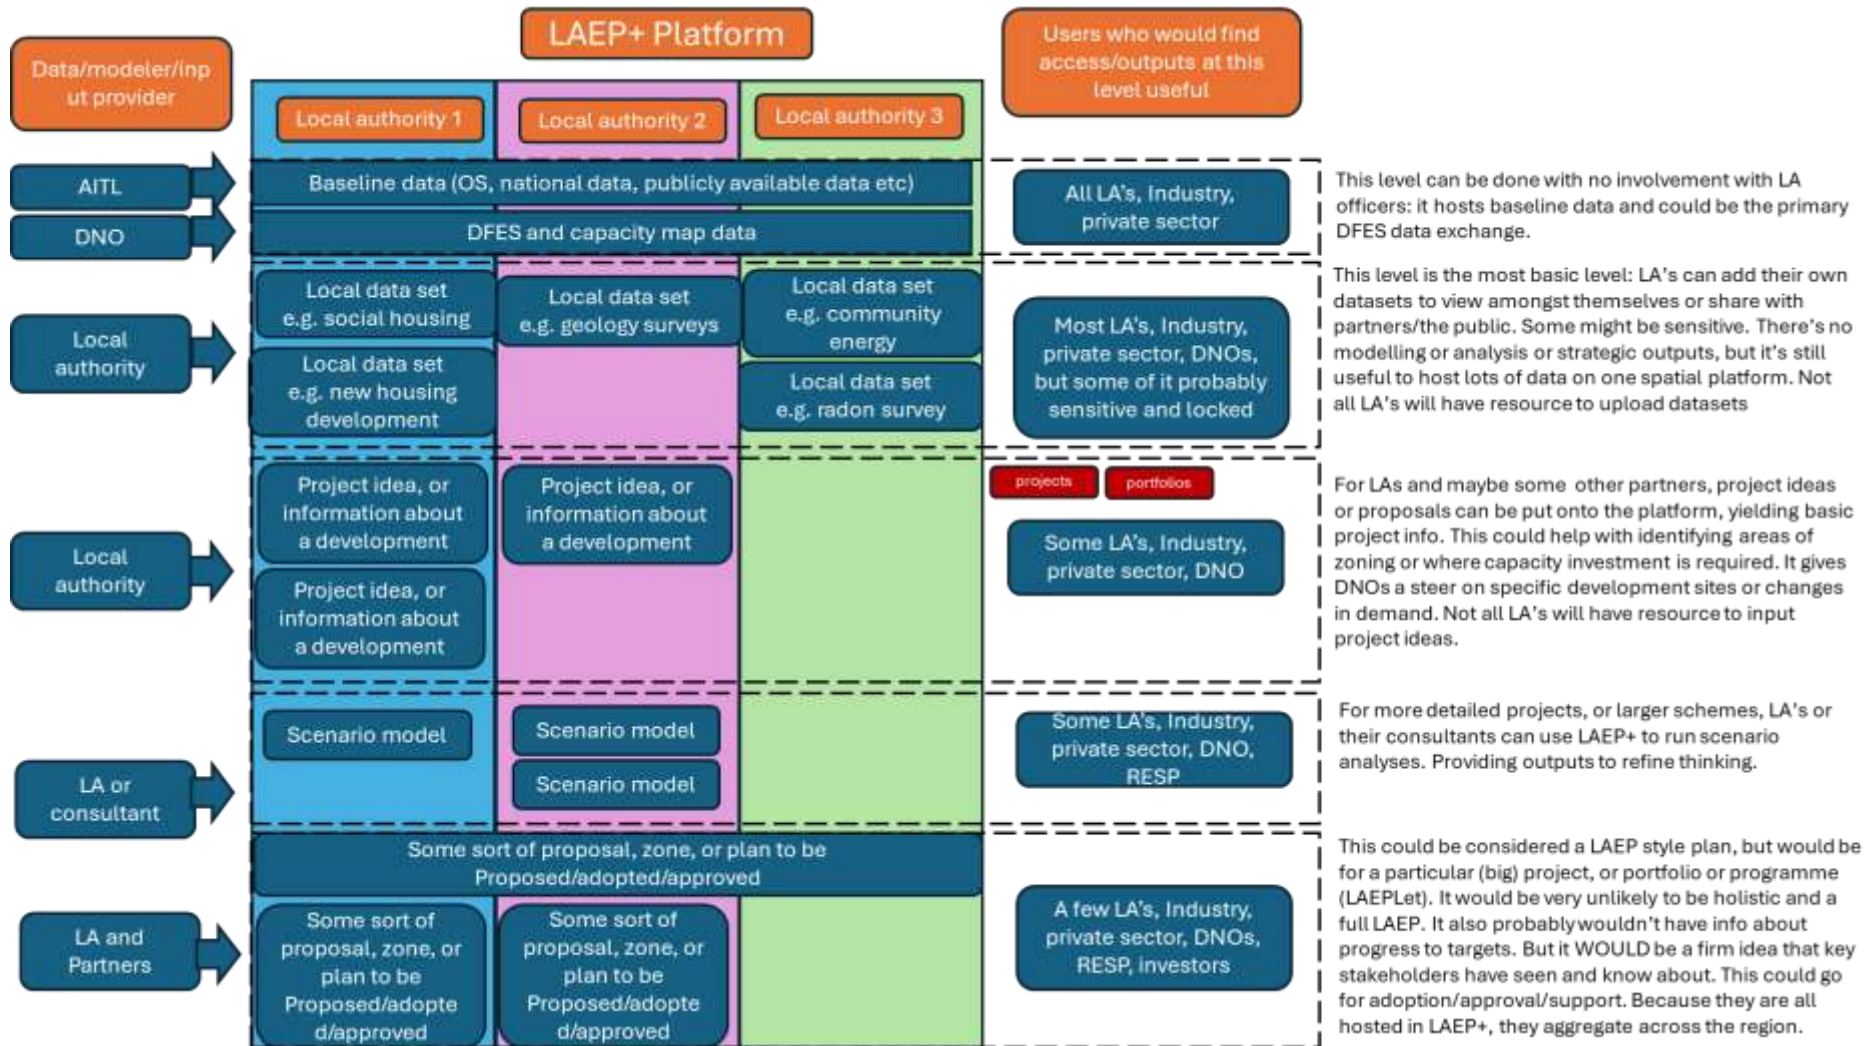 LAEP+ Platform
Data/modeler/inp
ut provider
Users who would find
access/outputs at this
level useful
Local authority 1
Local authority 2
Local authority 3
AITL
Baseline data (OS, national data, publicly available data etc)
DNO
DFES and capacity map data
All LA's, Industry,
private sector
This level can be done with no involvement with LA
officers: it hosts baseline data and could be the primary
DFES data exchange.
Local
authority
Local data set
e.g. social housing
Local data set
e.g. new housing
development
Local data set
e.g. geology surveys
Local data set
e.g. community
energy
Local data set
e.g. radon survey
Most LA's, Industry,
private sector, DNOs,
but some of it probably
sensitive and locked
This level is the most basic level: LA's can add their own
datasets to view amongst themselves or share with
partners/the public. Some might be sensitive. There's no
modelling or analysis or strategic outputs, but it's still
useful to host lots of data on one spatial platform. Not
all LA's will have resource to upload datasets
Local
authority
Project idea, or
information about
a development
Project idea, or
information about
a development
Project idea, or
information about
a development
projects
portfolios
Some LA's, Industry,
private sector, DNO
For LAs and maybe some other partners, project ideas
or proposals can be put onto the platform, yielding basic
project info. This could help with identifying areas of
zoning or where capacity investment is required. It gives
DNOs a steer on specific development sites or changes
in demand. Not all LA's will have resource to input
project ideas.
LA or
consultant
Scenario model
Scenario model
Scenario model
Some LA's, Industry,
private sector, DNO,
RESP
For more detailed projects, or larger schemes, LA's or
their consultants can use LAEP+ to run scenario
analyses. Providing outputs to refine thinking.
LA and
Partners
Some sort of proposal, zone, or plan to be
Proposed/adopted/approved
Some sort of
proposal, zone, or
plan to be
Proposed/adopte
d/approved
Some sort of
proposal, zone, or
plan to be
Proposed/adopte
d/approved
A few LA's, Industry,
private sector, DNOs,
RESP, investors
This could be considered a LAEP style plan, but would be
for a particular (big) project, or portfolio or programme
(LAEPLet). It would be very unlikely to be holistic and a
full LAEP. It also probably wouldn't have info about
progress to targets. But it WOULD be a firm idea that key
stakeholders have seen and know about. This could go
for adoption/approval/support. Because they are all
hosted in LAEP+, they aggregate across the region.